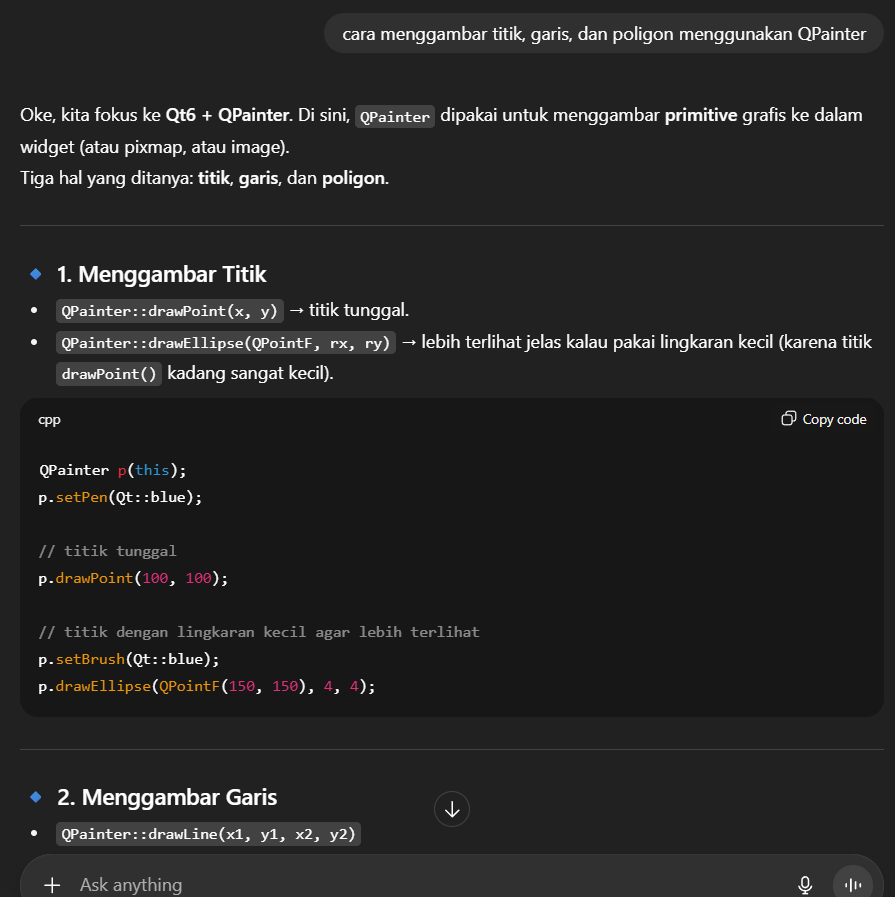 cara menggambar titik, garis, dan poligon menggunakan QPainter
Oke, kita fokus ke Qt6 + QPainter. Di sini, QPainter dipakai untuk menggambar primitive grafis ke dalam
widget (atau pixmap, atau image).
Tiga hal yang ditanya: titik, garis, dan poligon.
1. Menggambar Titik
• QPainter::drawPoint(x, y) → titik tunggal.
• QPainter::drawEllipse(QPointF, rx, ry) → lebih terlihat jelas kalau pakai lingkaran kecil (karena titik
drawPoint() kadang sangat kecil).
cpp
Copy code
QPainter p(this);
p.setPen(Qt::blue);
// titik tunggal
p.drawPoint(100, 100);
// titik dengan lingkaran kecil agar lebih terlihat
p.setBrush(Qt::blue);
p.drawEllipse(QPointF(150, 150), 4, 4);
2. Menggambar Garis
• QPainter::drawLine(x1, y1, x2, y2)
Ask anything